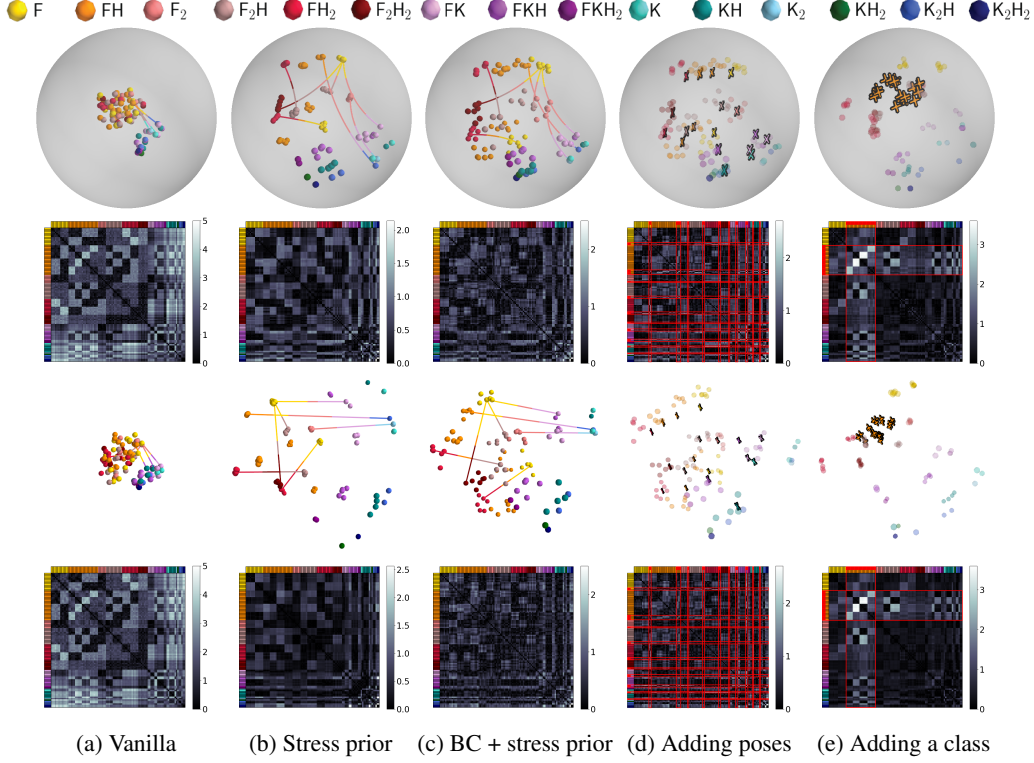 F FH F₂ F₂H FH₂ F₂H₂ FK FKH FKH₂ K KH K₂ KH₂ K₂H K₂H₂
5 4 3 2 1 0
2.0 1.5 1.0 0.5 0.0
2 1 0
2 1 0
3 2 1 0
5 4 3 2 1 0
2.5 2.0 1.5 1.0 0.5 0.0
2 1 0
2 1 0
3 2 1 0
(a) Vanilla (b) Stress prior (c) BC + stress prior (d) Adding poses (e) Adding a class